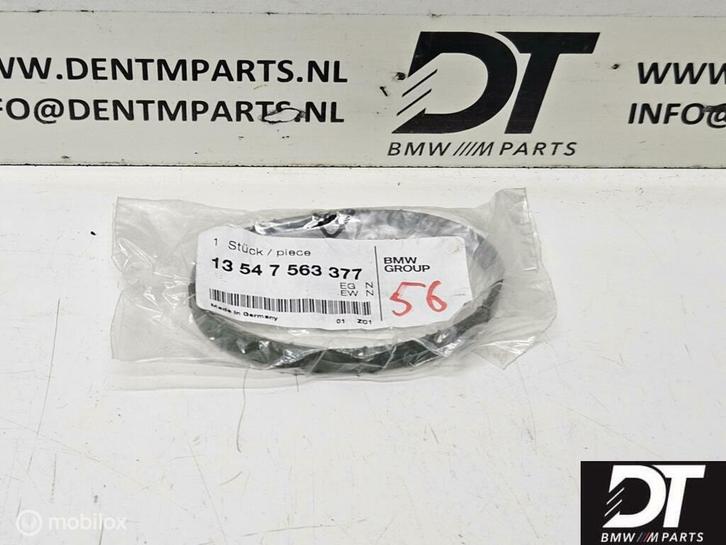 WWW.DENTMPARTS.NL
INFO@DENTMPARTS.NL
DT
BMW ///M PARTS
WWW
INFO@
1 Stück / piece
13 54 7 563 377
EG N
EW N
Made in Germany
01 ZC1
BMW
GROUP
56
DT
BMW M PARTS
mobilox